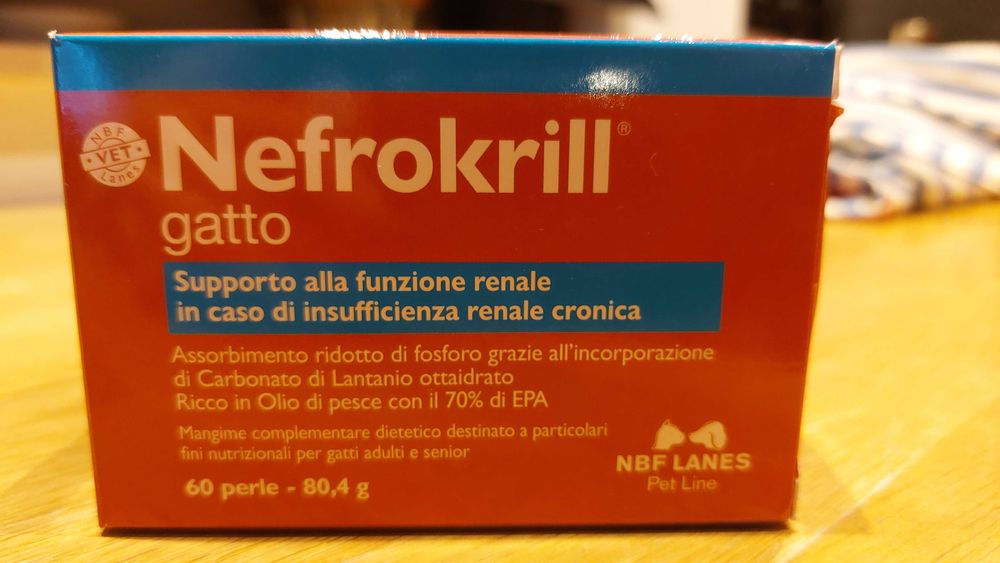 NBF
VET
Lanes
Nefrokrill®
gatto
Supporto alla funzione renale
in caso di insufficienza renale cronica
Assorbimento ridotto di fosforo grazie all'incorporazione
di Carbonato di Lantanio ottaidrato
Ricco in Olio di pesce con il 70% di EPA
Mangime complementare dietetico destinato a particolari
fini nutrizionali per gatti adulti e senior
60 perle - 80,4 g
NBF LANES
Pet Line